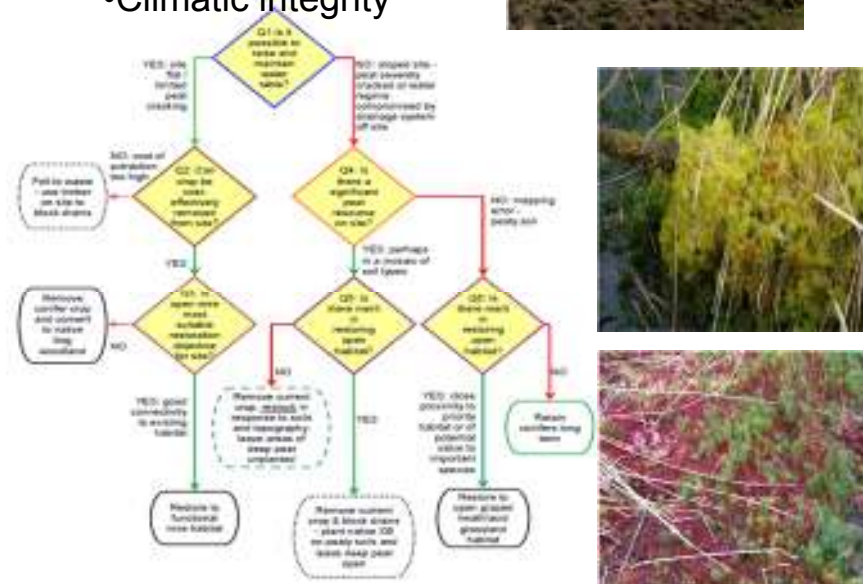 •Climatic integrity
Q1 Is it
possible to
raise and
maintain
water
table?
YES: site
flat /
limited
peat
cracking
NO: sloped site -
peat severely
cracked or water
regime
compromised by
drainage system
off site
NO: cost of
extraction
too high
Fell to waste
- use timber
on site to
block drains
Q2: Can
crop be
cost-
effectively
removed
from site?
Q4: Is
there a
significant
peat
resource
on site?
NO: mapping
error -
peaty soil
YES
YES: perhaps
in a mosaic of
soil types
Remove
conifer crop
and convert
to native
bog
woodland
NO
Q3: Is
open mire
most
suitable
restoration
objective
for site?
Q5: Is
there merit
in
restoring
open
habitat?
Q5: Is
there merit
in
restoring
open
habitat?
NO
NO
YES: good
connectivity
to existing
habitat
Remove current
crop, restock in
response to soils
and topography -
leave areas of
deep peat
unplanted
YES
YES: close
proximity to
priority
habitat or of
potential
value to
important
species
Retain
conifers long
term
Restore to
functional
mire habitat
Remove current
crop & block drains
- plant native
on peaty soils and
leave deep peat
open
Restore to
open grazed
heathland/
grassland
habitat